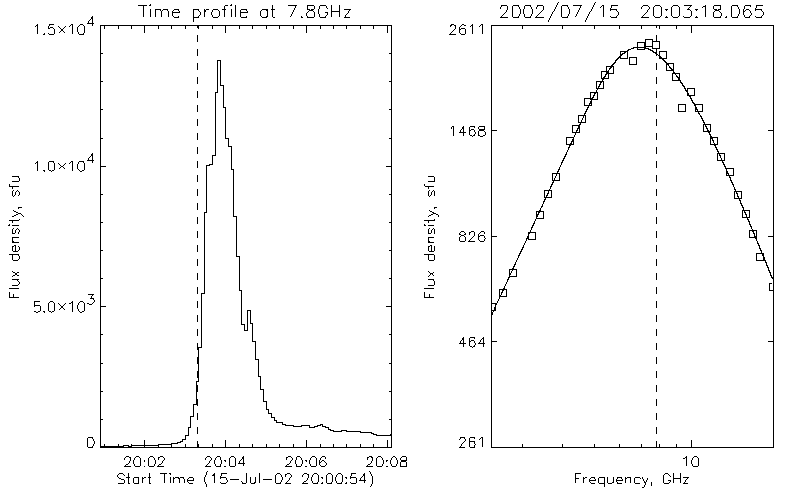 Time profile at 7.8GHz
1.5×10⁴
1.0×10⁴
5.0×10³
0
Flux density, sfu
20:02 20:04 20:06 20:08
Start Time (15-Jul-02 20:00:54)
2002/07/15 20:03:18.065
2611
1468
826
464
261
Flux density, sfu
10
Frequency, GHz